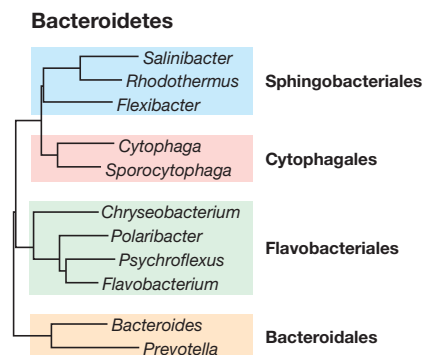 Bacteroidetes
Salinibacter
Rhodothermus
Flexibacter
Sphingobacteriales
Cytophaga
Sporocytophaga
Cytophagales
Chryseobacterium
Polaribacter
Psychroflexus
Flavobacterium
Flavobacteriales
Bacteroides
Prevotella
Bacteroidales